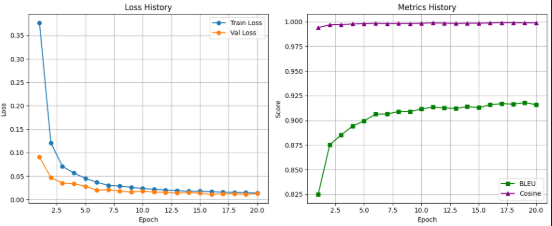 Loss History
Train Loss
Val Loss
0.35
0.30
0.25
0.20
0.15
0.10
0.05
0.00
Loss
2.5 5.0 7.5 10.0 12.5 15.0 17.5 20.0
Epoch
Metrics History
1.000
0.975
0.950
0.925
0.900
0.875
0.850
0.825
Score
BLEU
Cosine
2.5 5.0 7.5 10.0 12.5 15.0 17.5 20.0
Epoch